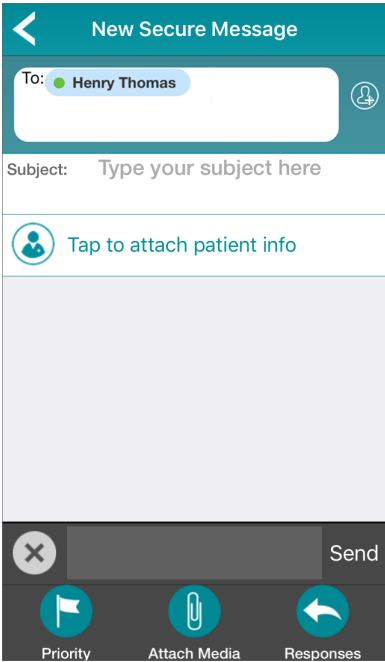 New Secure Message
To: Henry Thomas
Subject: Type your subject here
Tap to attach patient info
Send
Priority Attach Media Responses